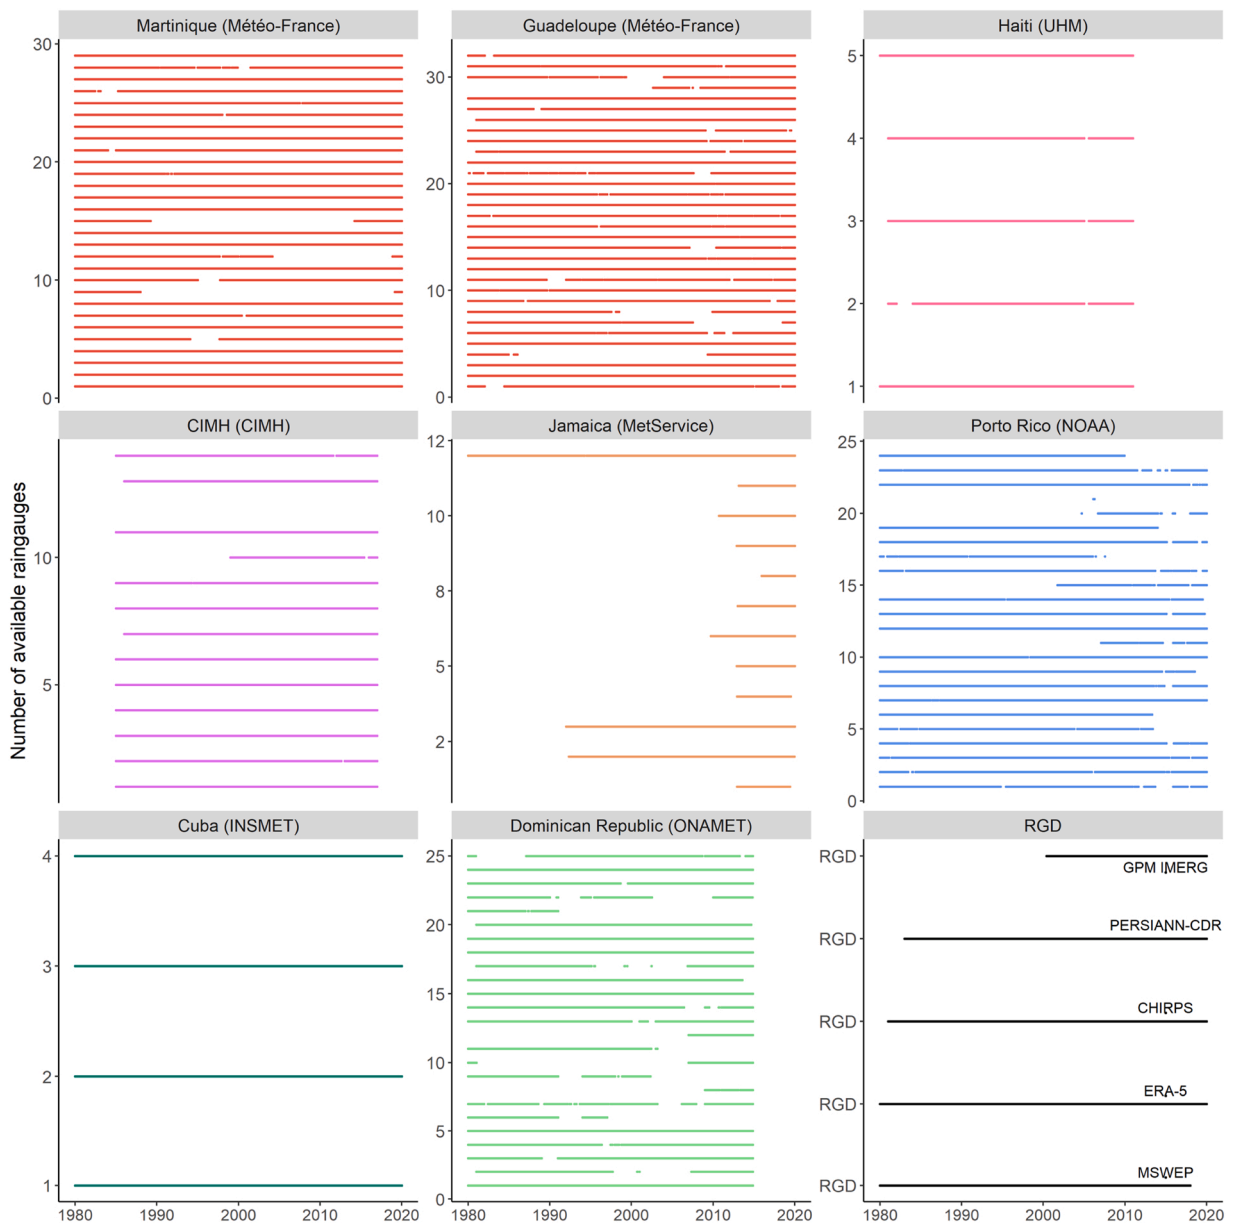 Martinique (Météo-France)
Guadeloupe (Météo-France)
Haiti (UHM)
30
20
10
0
30
20
10
0
5
4
3
2
1
CIMH (CIMH)
Jamaica (MetService)
Porto Rico (NOAA)
Number of available raingauges
10
5
12
10
8
5
2
25
20
15
10
5
0
Cuba (INSMET)
Dominican Republic (ONAMET)
RGD
4
3
2
1
1980 1990 2000 2010 2020
25
20
15
10
5
0
1980 1990 2000 2010 2020
RGD
GPM IMERG
PERSIANN-CDR
RGD
CHIRPS
RGD
ERA-5
RGD
MSWEP
RGD
1980 1990 2000 2010 2020